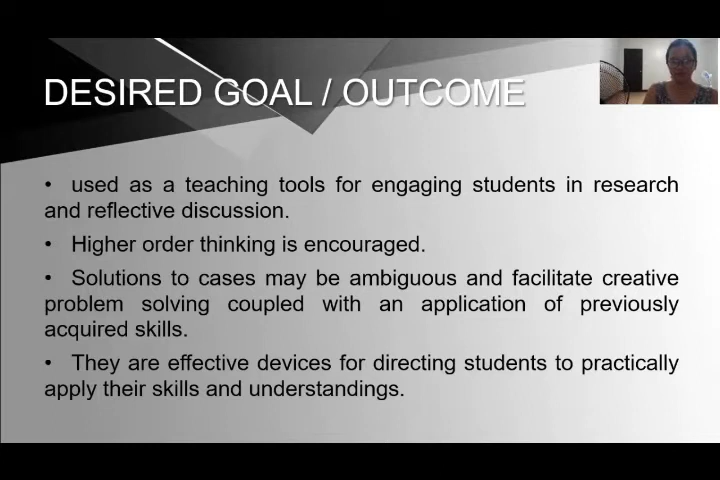 DESIRED GOAL / OUTCOME
• used as a teaching tools for engaging students in research
and reflective discussion.
• Higher order thinking is encouraged.
• Solutions to cases may be ambiguous and facilitate creative
problem solving coupled with an application of previously
acquired skills.
• They are effective devices for directing students to practically
apply their skills and understandings.